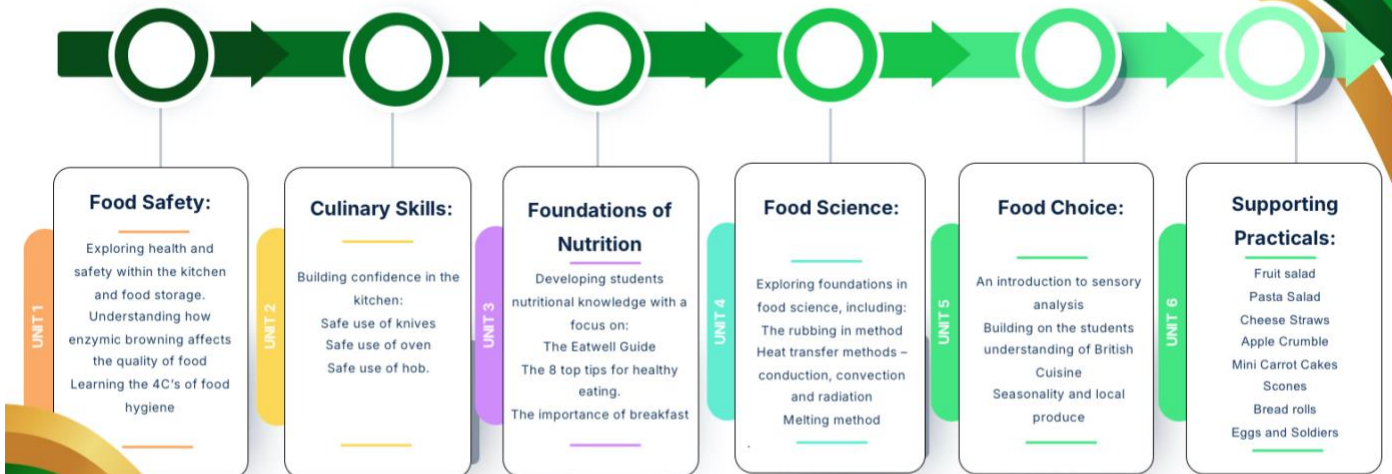 UNIT 1
Food Safety:
Exploring health and
safety within the kitchen
and food storage.
Understanding how
enzymic browning affects
the quality of food
Learning the 4C's of food
hygiene
UNIT 2
Culinary Skills:
Building confidence in the
kitchen:
Safe use of knives
Safe use of oven
Safe use of hob.
UNIT 3
Foundations of
Nutrition
Developing students
nutritional knowledge with a
focus on:
The Eatwell Guide
The 8 top tips for healthy
eating.
The importance of breakfast
UNIT 4
Food Science:
Exploring foundations in
food science, including:
The rubbing in method
Heat transfer methods –
conduction, convection
and radiation
Melting method
.
UNIT 5
Food Choice:
An introduction to sensory
analysis
Building on the students
understanding of British
Cuisine
Seasonality and local
produce
UNIT 6
Supporting
Practicals:
Fruit salad
Pasta Salad
Cheese Straws
Apple Crumble
Mini Carrot Cakes
Scones
Bread rolls
Eggs and Soldiers